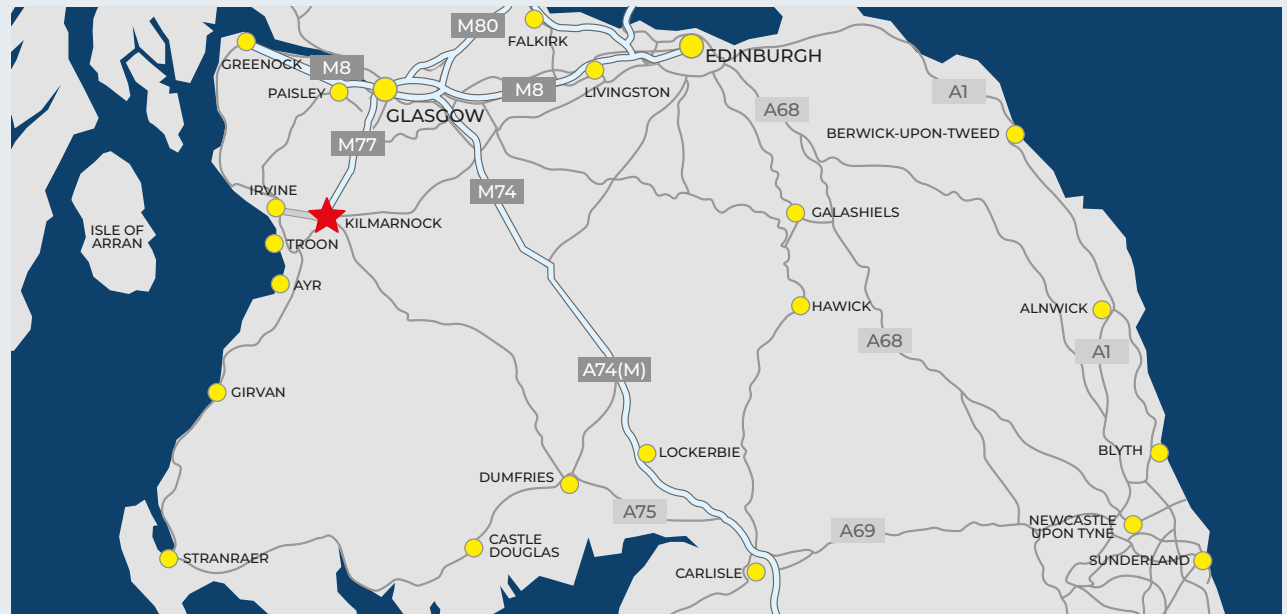 M80
FALKIRK
EDINBURGH
GREENOCK
M8
PAISLEY
M8
LIVINGSTON
GLASGOW
A68
A1
BERWICK-UPON-TWEED
M77
M74
IRVINE
KILMARNOCK
GALASHIELS
ISLE OF
ARRAN
TROON
AYR
HAWICK
ALNWICK
A68
A1
A74(M)
GIRVAN
LOCKERBIE
BLYTH
DUMFRIES
A75
A69
NEWCASTLE
UPON TYNE
CASTLE
DOUGLAS
STRANRAER
CARLISLE
SUNDERLAND